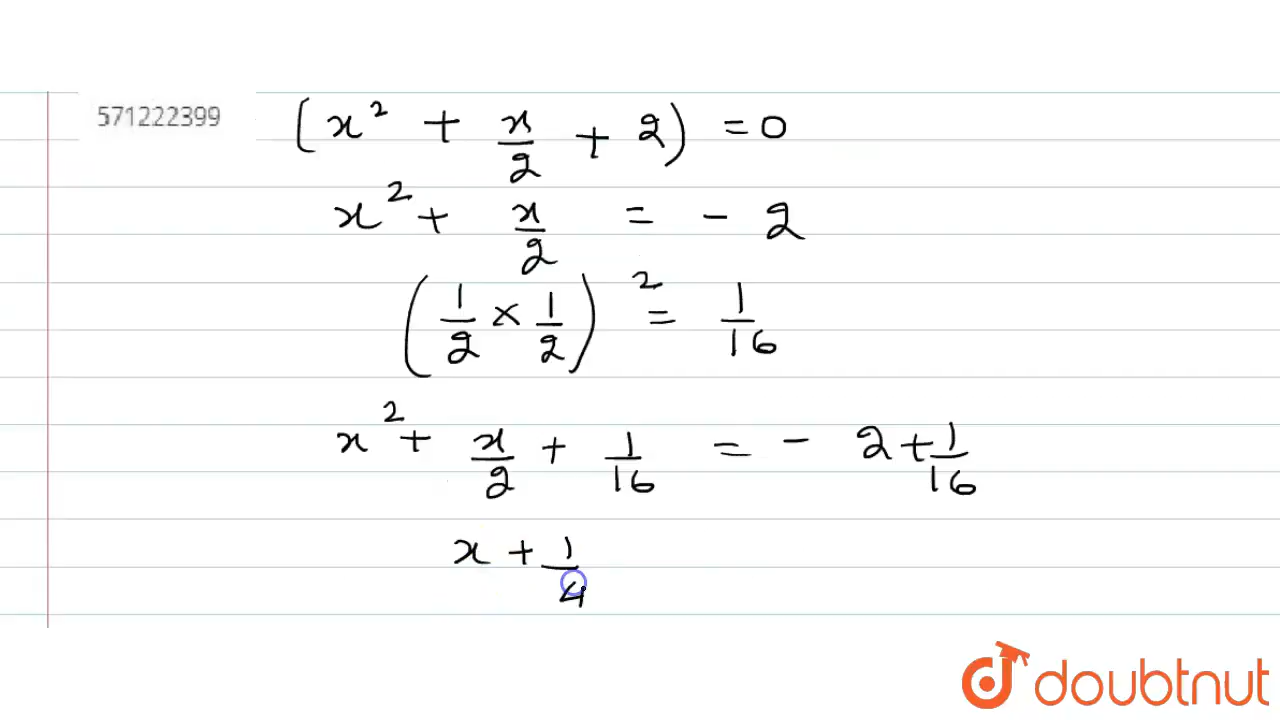 571222399
(x² + x/2 + 2) = 0
x² + x/2 = - 2
(1/2 × 1/2)² = 1/16
x² + x/2 + 1/16 = - 2 + 1/16
x + 1/4
doubtnut